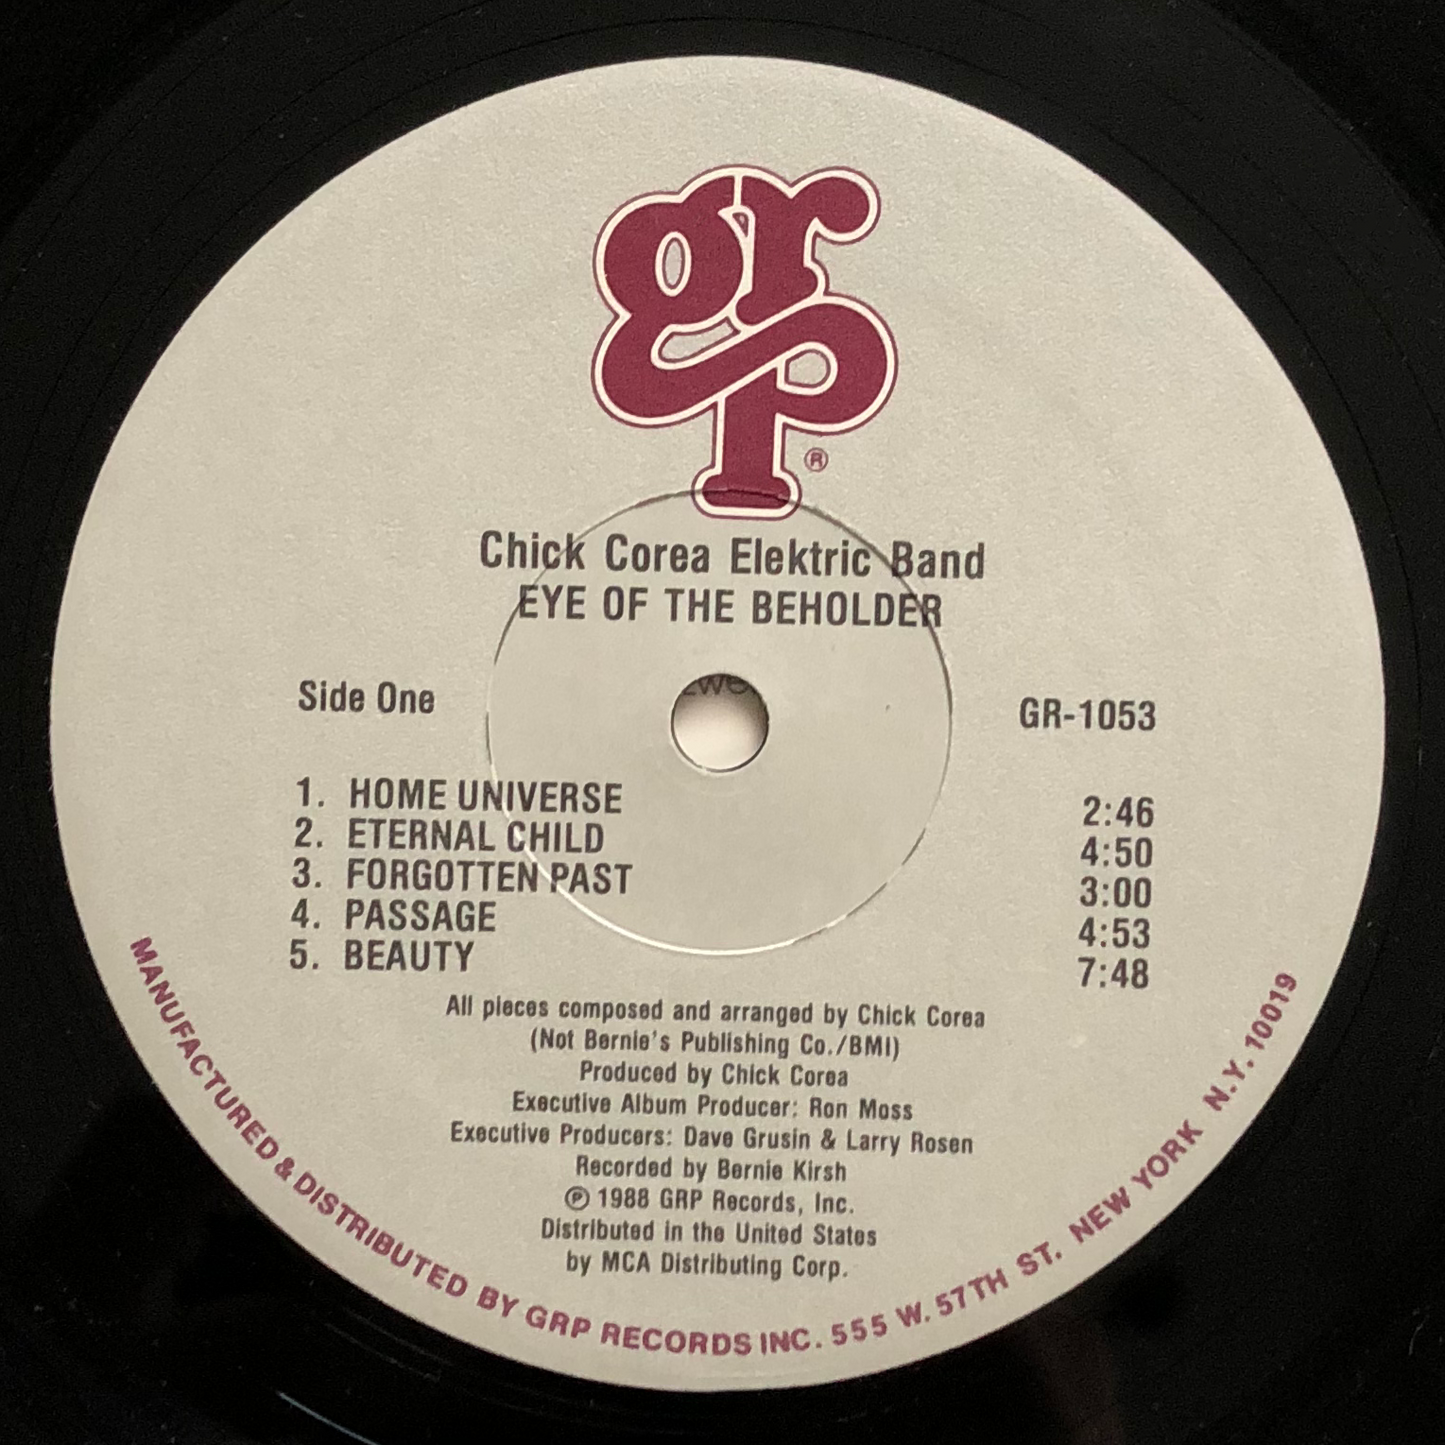 grp
®
Chick Corea Elektric Band
EYE OF THE BEHOLDER
Side One
GR-1053
1. HOME UNIVERSE 2:46
2. ETERNAL CHILD 4:50
3. FORGOTTEN PAST 3:00
4. PASSAGE 4:53
5. BEAUTY 7:48
All pieces composed and arranged by Chick Corea
(Not Bernie's Publishing Co./BMI)
Produced by Chick Corea
Executive Album Producer: Ron Moss
Executive Producers: Dave Grusin & Larry Rosen
Recorded by Bernie Kirsh
℗ 1988 GRP Records, Inc.
Distributed in the United States
by MCA Distributing Corp.
MANUFACTURED & DISTRIBUTED BY GRP RECORDS INC. 555 W. 57TH ST. NEW YORK N.Y. 10019